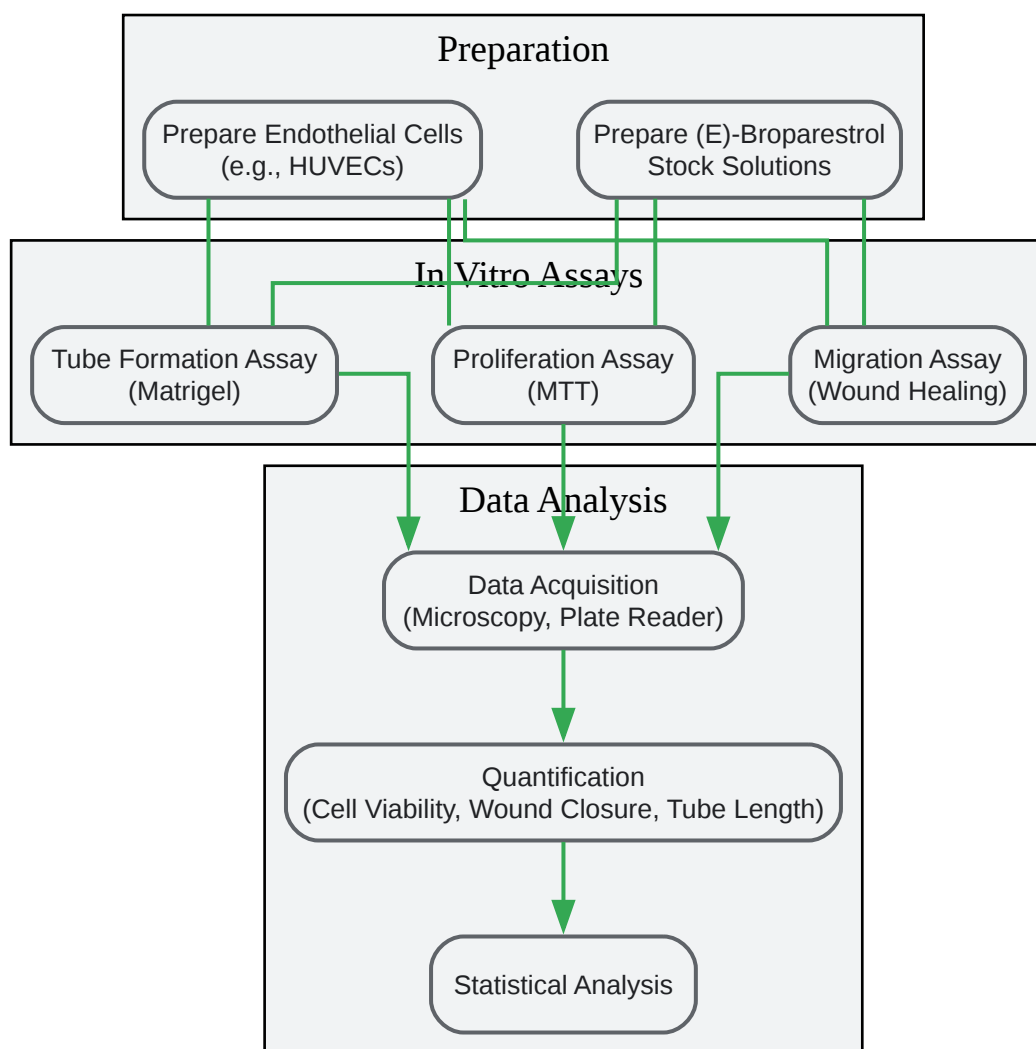 Preparation
Prepare Endothelial Cells
(e.g., HUVECs)
Prepare (E)-Broparestrol
Stock Solutions
In Vitro Assays
Tube Formation Assay
(Matrigel)
Proliferation Assay
(MTT)
Migration Assay
(Wound Healing)
Data Analysis
Data Acquisition
(Microscopy, Plate Reader)
Quantification
(Cell Viability, Wound Closure, Tube Length)
Statistical Analysis